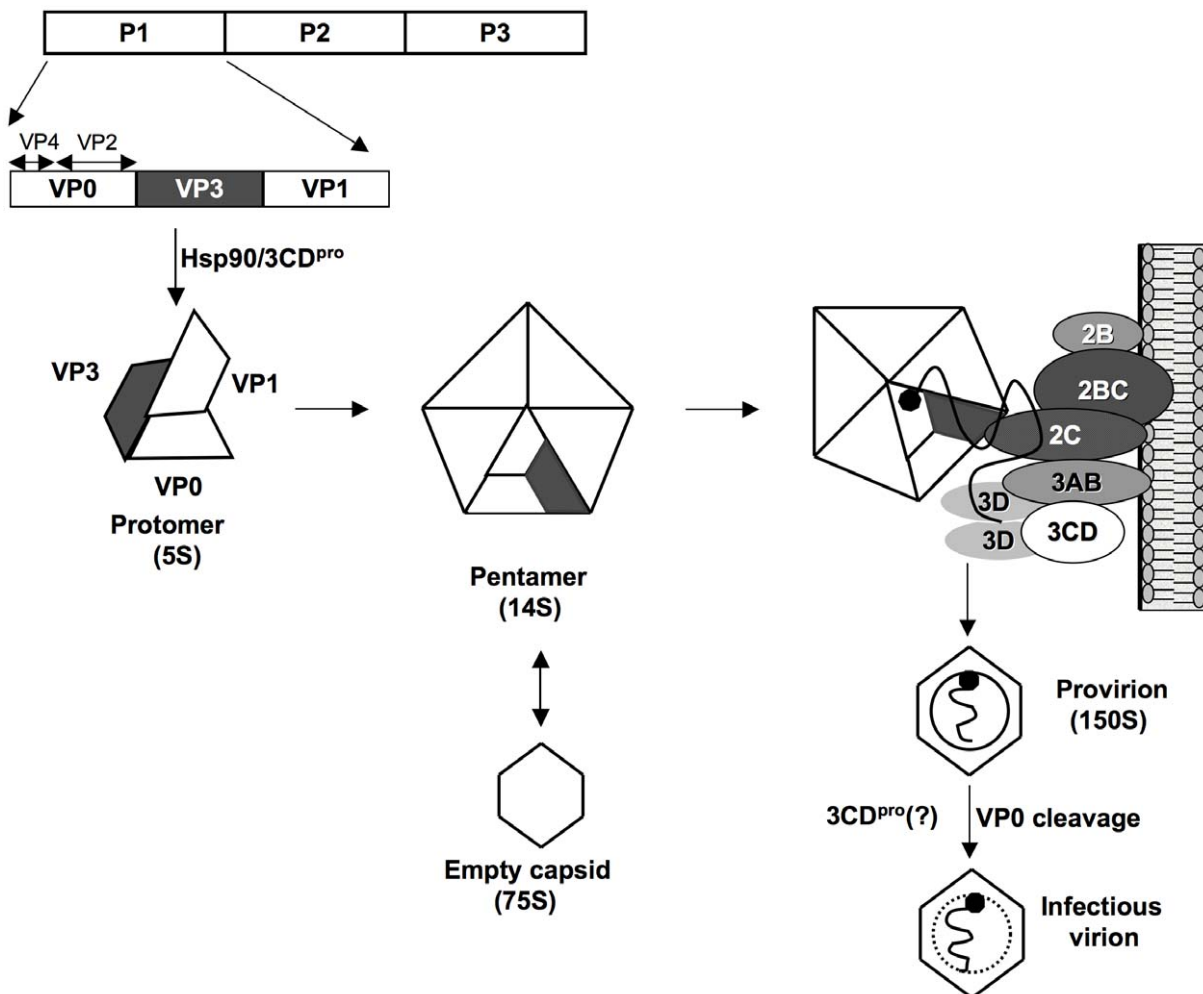 P1 P2 P3
VP4 VP2
VP0 VP3 VP1
Hsp90/3CDpro
VP3
VP1
VP0
Protomer
(5S)
Pentamer
(14S)
Empty capsid
(75S)
2B
2BC
2C
3AB
3D
3CD
3D
Provirion
(150S)
3CDpro(?) VP0 cleavage
Infectious
virion